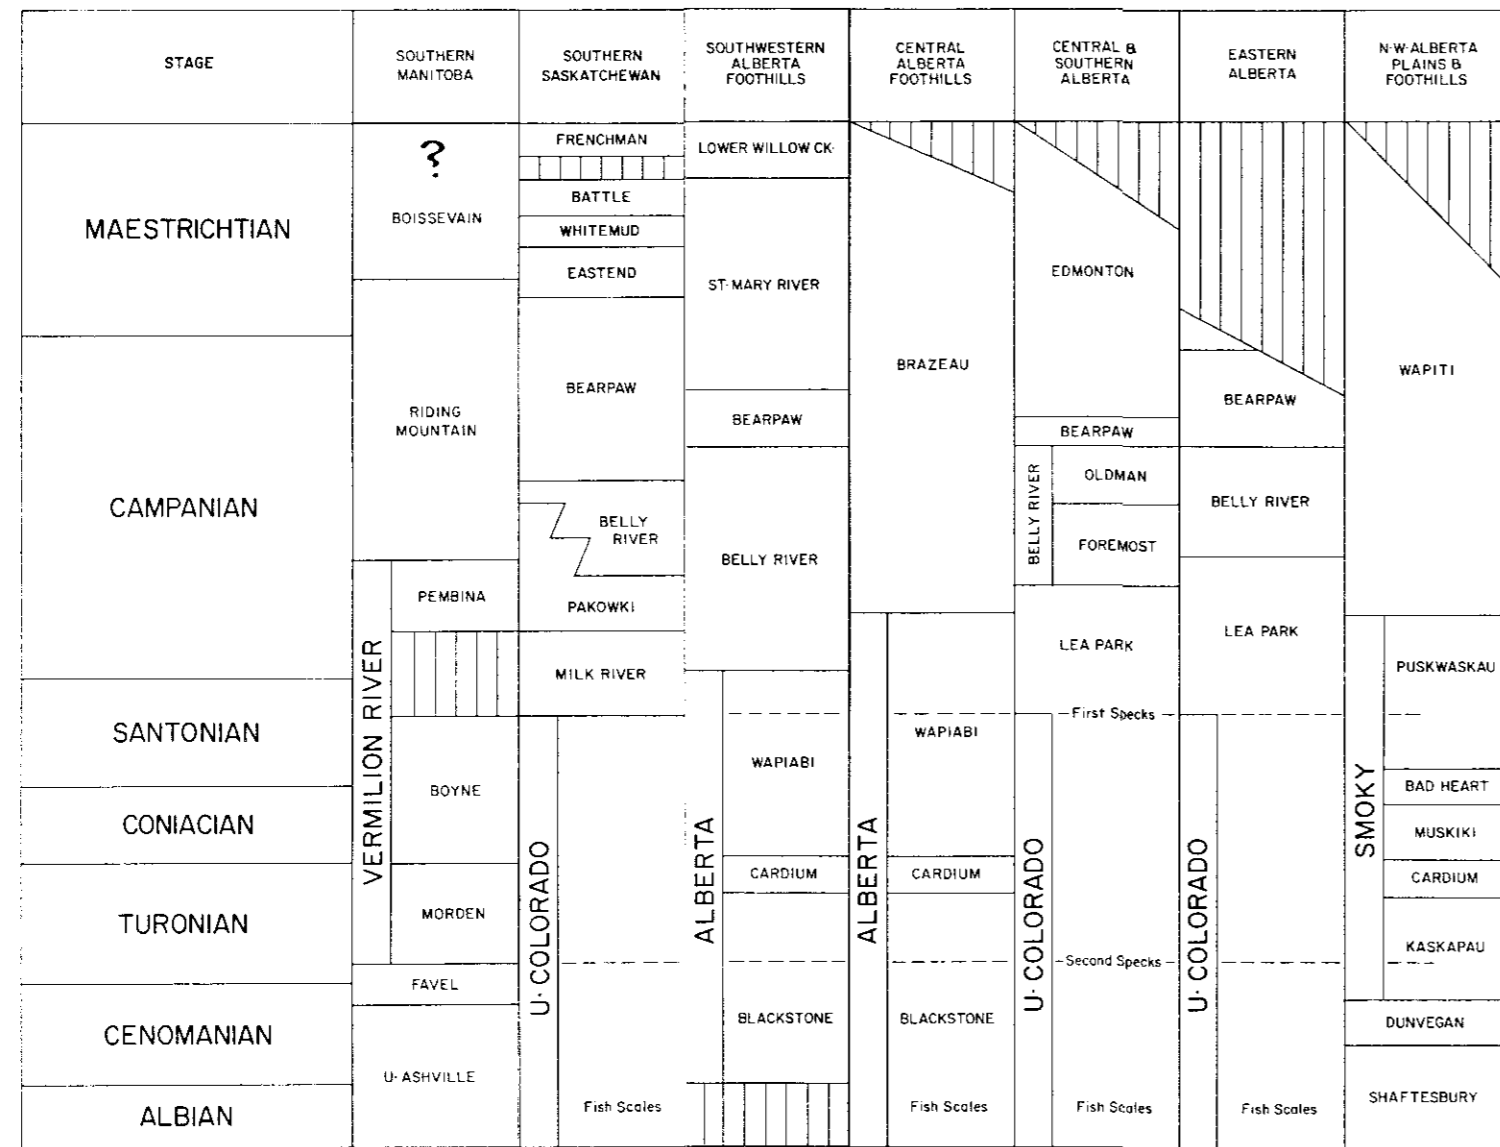 STAGE
SOUTHERN
MANITOBA
SOUTHERN
SASKATCHEWAN
SOUTHWESTERN
ALBERTA
FOOTHILLS
CENTRAL
ALBERTA
FOOTHILLS
CENTRAL &
SOUTHERN
ALBERTA
EASTERN
ALBERTA
N·W·ALBERTA
PLAINS &
FOOTHILLS
MAESTRICHTIAN
CAMPANIAN
SANTONIAN
CONIACIAN
TURONIAN
CENOMANIAN
ALBIAN
?
BOISSEVAIN
RIDING
MOUNTAIN
VERMILION RIVER
PEMBINA
BOYNE
MORDEN
FAVEL
U· ASHVILLE
FRENCHMAN
BATTLE
WHITEMUD
EASTEND
BEARPAW
BELLY
RIVER
PAKOWKI
MILK RIVER
U· COLORADO
Fish Scales
LOWER WILLOW CK·
ST· MARY RIVER
BEARPAW
BELLY RIVER
ALBERTA
WAPIABI
CARDIUM
BLACKSTONE
BRAZEAU
ALBERTA
WAPIABI
CARDIUM
BLACKSTONE
Fish Scales
EDMONTON
BEARPAW
BELLY RIVER
OLDMAN
FOREMOST
LEA PARK
First Specks
U· COLORADO
Second Specks
Fish Scales
BEARPAW
BELLY RIVER
LEA PARK
U· COLORADO
Fish Scales
WAPITI
SMOKY
PUSKWASKAU
BAD HEART
MUSKIKI
CARDIUM
KASKAPAU
DUNVEGAN
SHAFTESBURY